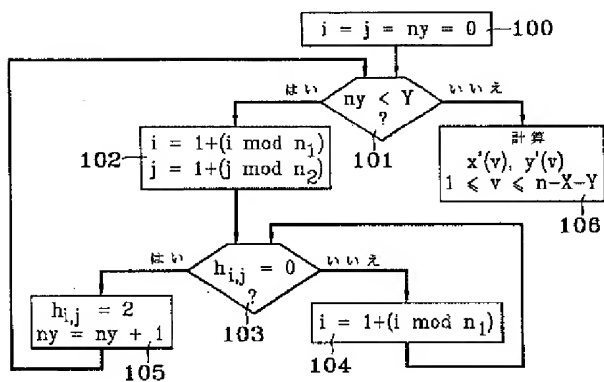 i = j = ny = 0
100
はい
ny < Y
?
いいえ
101
102
i = 1+(i mod n1)
j = 1+(j mod n2)
計算
x'(v), y'(v)
1 ⩽ v ⩽ n-X-Y
106
はい
hi,j = 0
?
いいえ
103
hi,j = 2
ny = ny + 1
105
i = 1+(i mod n1)
104